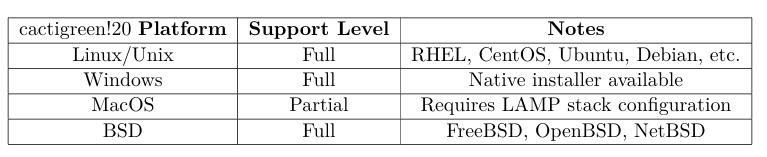 cactigreen!20 Platform Support Level Notes
Linux/Unix Full RHEL, CentOS, Ubuntu, Debian, etc.
Windows Full Native installer available
MacOS Partial Requires LAMP stack configuration
BSD Full FreeBSD, OpenBSD, NetBSD